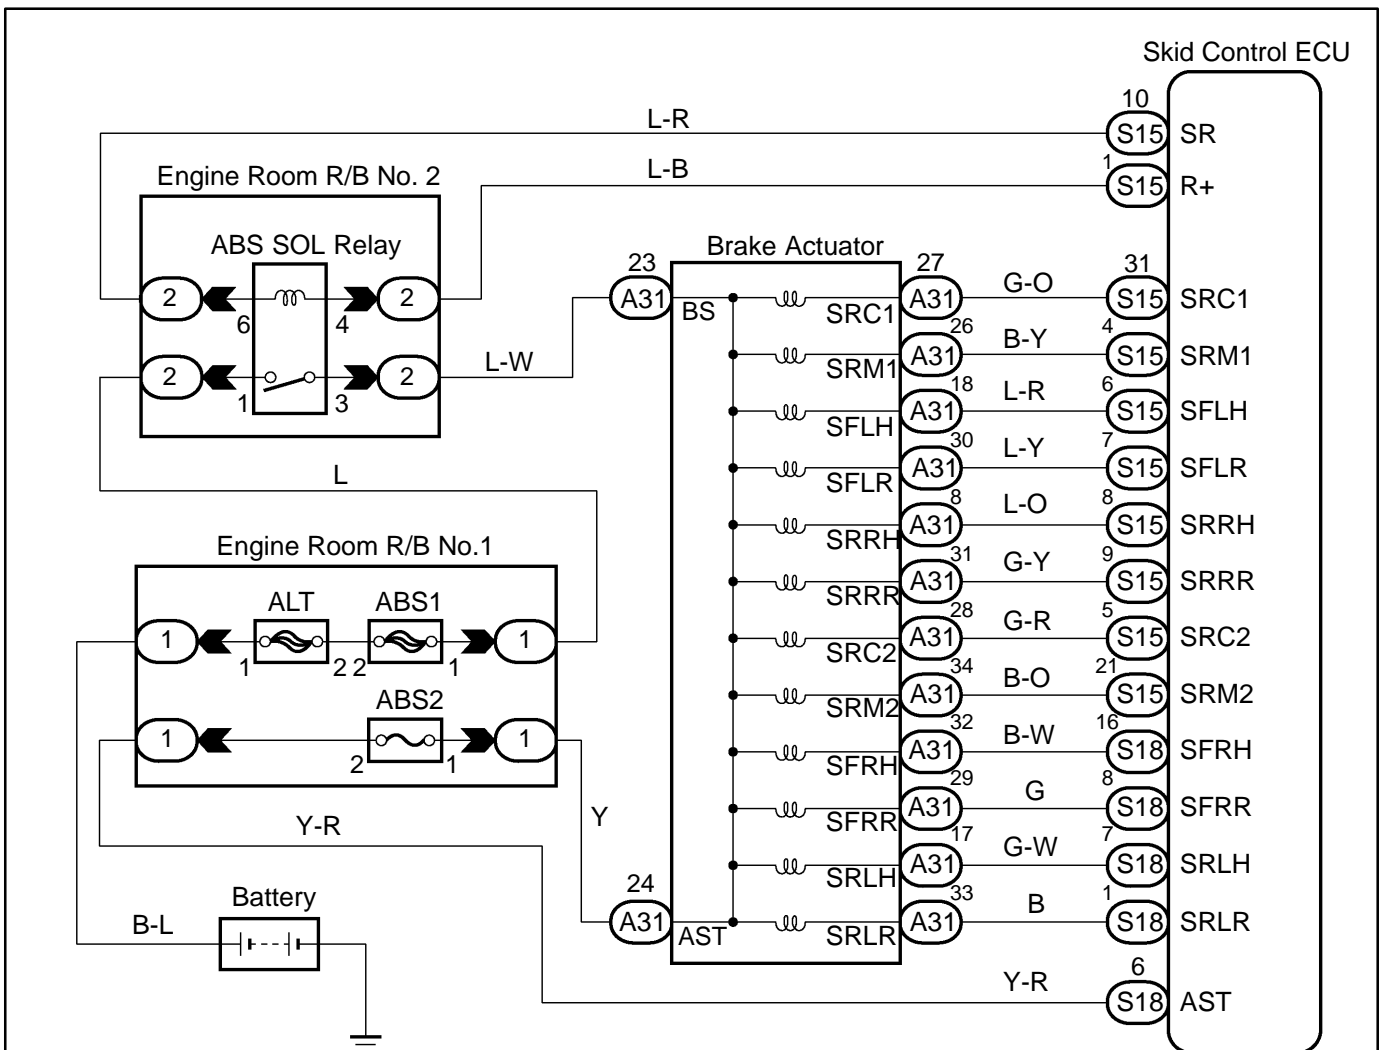 Skid Control ECU
10
L-R
S15 SR
1
L-B
S15 R+
Engine Room R/B No. 2
ABS SOL Relay
2 2
6 4
2 2
1 3
L-W
L
Brake Actuator
23
A31 BS
27 31
SRC1 A31 G-O S15 SRC1
26 4
SRM1 A31 B-Y S15 SRM1
18 6
SFLH A31 L-R S15 SFLH
30 7
SFLR A31 L-Y S15 SFLR
8 8
SRRH A31 L-O S15 SRRH
31 9
SRRR A31 G-Y S15 SRRR
28 5
SRC2 A31 G-R S15 SRC2
34 21
SRM2 A31 B-O S15 SRM2
32 16
SFRH A31 B-W S18 SFRH
29 8
SFRR A31 G S18 SFRR
17 7
SRLH A31 G-W S18 SRLH
33 1
SRLR A31 B S18 SRLR
24
A31 AST
6
Y-R S18 AST
Engine Room R/B No.1
ALT ABS1
1 1
1 2 2 1
ABS2
1 1
2 1
Y-R
Y
Battery
B-L